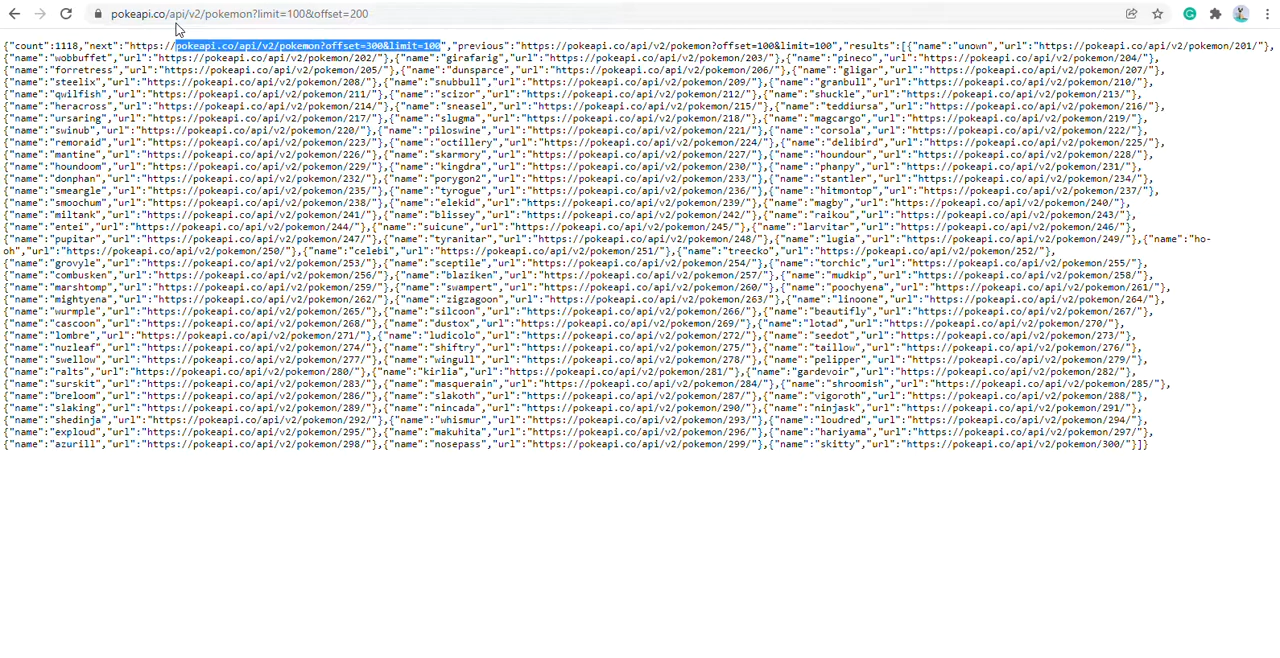 pokeapi.co/api/v2/pokemon?limit=100&offset=200
{"count":1118,"next":"https://pokeapi.co/api/v2/pokemon?offset=300&limit=100","previous":"https://pokeapi.co/api/v2/pokemon?offset=100&limit=100","results":[{"name":"unown","url":"https://pokeapi.co/api/v2/pokemon/201/"},
{"name":"wobbuffet","url":"https://pokeapi.co/api/v2/pokemon/202/"},{"name":"girafarig","url":"https://pokeapi.co/api/v2/pokemon/203/"},{"name":"pineco","url":"https://pokeapi.co/api/v2/pokemon/204/"},
{"name":"forretress","url":"https://pokeapi.co/api/v2/pokemon/205/"},{"name":"dunsparce","url":"https://pokeapi.co/api/v2/pokemon/206/"},{"name":"gligar","url":"https://pokeapi.co/api/v2/pokemon/207/"},
{"name":"steelix","url":"https://pokeapi.co/api/v2/pokemon/208/"},{"name":"snubbull","url":"https://pokeapi.co/api/v2/pokemon/209/"},{"name":"granbull","url":"https://pokeapi.co/api/v2/pokemon/210/"},
{"name":"qwilfish","url":"https://pokeapi.co/api/v2/pokemon/211/"},{"name":"scizor","url":"https://pokeapi.co/api/v2/pokemon/212/"},{"name":"shuckle","url":"https://pokeapi.co/api/v2/pokemon/213/"},
{"name":"heracross","url":"https://pokeapi.co/api/v2/pokemon/214/"},{"name":"sneasel","url":"https://pokeapi.co/api/v2/pokemon/215/"},{"name":"teddiursa","url":"https://pokeapi.co/api/v2/pokemon/216/"},
{"name":"ursaring","url":"https://pokeapi.co/api/v2/pokemon/217/"},{"name":"slugma","url":"https://pokeapi.co/api/v2/pokemon/218/"},{"name":"magcargo","url":"https://pokeapi.co/api/v2/pokemon/219/"},
{"name":"swinub","url":"https://pokeapi.co/api/v2/pokemon/220/"},{"name":"piloswine","url":"https://pokeapi.co/api/v2/pokemon/221/"},{"name":"corsola","url":"https://pokeapi.co/api/v2/pokemon/222/"},
{"name":"remoraid","url":"https://pokeapi.co/api/v2/pokemon/223/"},{"name":"octillery","url":"https://pokeapi.co/api/v2/pokemon/224/"},{"name":"delibird","url":"https://pokeapi.co/api/v2/pokemon/225/"},
{"name":"mantine","url":"https://pokeapi.co/api/v2/pokemon/226/"},{"name":"skarmory","url":"https://pokeapi.co/api/v2/pokemon/227/"},{"name":"houndour","url":"https://pokeapi.co/api/v2/pokemon/228/"},
{"name":"houndoom","url":"https://pokeapi.co/api/v2/pokemon/229/"},{"name":"kingdra","url":"https://pokeapi.co/api/v2/pokemon/230/"},{"name":"phanpy","url":"https://pokeapi.co/api/v2/pokemon/231/"},
{"name":"donphan","url":"https://pokeapi.co/api/v2/pokemon/232/"},{"name":"porygon2","url":"https://pokeapi.co/api/v2/pokemon/233/"},{"name":"stantler","url":"https://pokeapi.co/api/v2/pokemon/234/"},
{"name":"smeargle","url":"https://pokeapi.co/api/v2/pokemon/235/"},{"name":"tyrogue","url":"https://pokeapi.co/api/v2/pokemon/236/"},{"name":"hitmontop","url":"https://pokeapi.co/api/v2/pokemon/237/"},
{"name":"smoochum","url":"https://pokeapi.co/api/v2/pokemon/238/"},{"name":"elekid","url":"https://pokeapi.co/api/v2/pokemon/239/"},{"name":"magby","url":"https://pokeapi.co/api/v2/pokemon/240/"},
{"name":"miltank","url":"https://pokeapi.co/api/v2/pokemon/241/"},{"name":"blissey","url":"https://pokeapi.co/api/v2/pokemon/242/"},{"name":"raikou","url":"https://pokeapi.co/api/v2/pokemon/243/"},
{"name":"entei","url":"https://pokeapi.co/api/v2/pokemon/244/"},{"name":"suicune","url":"https://pokeapi.co/api/v2/pokemon/245/"},{"name":"larvitar","url":"https://pokeapi.co/api/v2/pokemon/246/"},
{"name":"pupitar","url":"https://pokeapi.co/api/v2/pokemon/247/"},{"name":"tyranitar","url":"https://pokeapi.co/api/v2/pokemon/248/"},{"name":"lugia","url":"https://pokeapi.co/api/v2/pokemon/249/"},{"name":"ho-
oh","url":"https://pokeapi.co/api/v2/pokemon/250/"},{"name":"celebi","url":"https://pokeapi.co/api/v2/pokemon/251/"},{"name":"treecko","url":"https://pokeapi.co/api/v2/pokemon/252/"},
{"name":"grovyle","url":"https://pokeapi.co/api/v2/pokemon/253/"},{"name":"sceptile","url":"https://pokeapi.co/api/v2/pokemon/254/"},{"name":"torchic","url":"https://pokeapi.co/api/v2/pokemon/255/"},
{"name":"combusken","url":"https://pokeapi.co/api/v2/pokemon/256/"},{"name":"blaziken","url":"https://pokeapi.co/api/v2/pokemon/257/"},{"name":"mudkip","url":"https://pokeapi.co/api/v2/pokemon/258/"},
{"name":"marshtomp","url":"https://pokeapi.co/api/v2/pokemon/259/"},{"name":"swampert","url":"https://pokeapi.co/api/v2/pokemon/260/"},{"name":"poochyena","url":"https://pokeapi.co/api/v2/pokemon/261/"},
{"name":"mightyena","url":"https://pokeapi.co/api/v2/pokemon/262/"},{"name":"zigzagoon","url":"https://pokeapi.co/api/v2/pokemon/263/"},{"name":"linoone","url":"https://pokeapi.co/api/v2/pokemon/264/"},
{"name":"wurmple","url":"https://pokeapi.co/api/v2/pokemon/265/"},{"name":"silcoon","url":"https://pokeapi.co/api/v2/pokemon/266/"},{"name":"beautifly","url":"https://pokeapi.co/api/v2/pokemon/267/"},
{"name":"cascoon","url":"https://pokeapi.co/api/v2/pokemon/268/"},{"name":"dustox","url":"https://pokeapi.co/api/v2/pokemon/269/"},{"name":"lotad","url":"https://pokeapi.co/api/v2/pokemon/270/"},
{"name":"lombre","url":"https://pokeapi.co/api/v2/pokemon/271/"},{"name":"ludicolo","url":"https://pokeapi.co/api/v2/pokemon/272/"},{"name":"seedot","url":"https://pokeapi.co/api/v2/pokemon/273/"},
{"name":"nuzleaf","url":"https://pokeapi.co/api/v2/pokemon/274/"},{"name":"shiftry","url":"https://pokeapi.co/api/v2/pokemon/275/"},{"name":"taillow","url":"https://pokeapi.co/api/v2/pokemon/276/"},
{"name":"swellow","url":"https://pokeapi.co/api/v2/pokemon/277/"},{"name":"wingull","url":"https://pokeapi.co/api/v2/pokemon/278/"},{"name":"pelipper","url":"https://pokeapi.co/api/v2/pokemon/279/"},
{"name":"ralts","url":"https://pokeapi.co/api/v2/pokemon/280/"},{"name":"kirlia","url":"https://pokeapi.co/api/v2/pokemon/281/"},{"name":"gardevoir","url":"https://pokeapi.co/api/v2/pokemon/282/"},
{"name":"surskit","url":"https://pokeapi.co/api/v2/pokemon/283/"},{"name":"masquerain","url":"https://pokeapi.co/api/v2/pokemon/284/"},{"name":"shroomish","url":"https://pokeapi.co/api/v2/pokemon/285/"},
{"name":"breloom","url":"https://pokeapi.co/api/v2/pokemon/286/"},{"name":"slakoth","url":"https://pokeapi.co/api/v2/pokemon/287/"},{"name":"vigoroth","url":"https://pokeapi.co/api/v2/pokemon/288/"},
{"name":"slaking","url":"https://pokeapi.co/api/v2/pokemon/289/"},{"name":"nincada","url":"https://pokeapi.co/api/v2/pokemon/290/"},{"name":"ninjask","url":"https://pokeapi.co/api/v2/pokemon/291/"},
{"name":"shedinja","url":"https://pokeapi.co/api/v2/pokemon/292/"},{"name":"whismur","url":"https://pokeapi.co/api/v2/pokemon/293/"},{"name":"loudred","url":"https://pokeapi.co/api/v2/pokemon/294/"},
{"name":"exploud","url":"https://pokeapi.co/api/v2/pokemon/295/"},{"name":"makuhita","url":"https://pokeapi.co/api/v2/pokemon/296/"},{"name":"hariyama","url":"https://pokeapi.co/api/v2/pokemon/297/"},
{"name":"azurill","url":"https://pokeapi.co/api/v2/pokemon/298/"},{"name":"nosepass","url":"https://pokeapi.co/api/v2/pokemon/299/"},{"name":"skitty","url":"https://pokeapi.co/api/v2/pokemon/300/"}]}